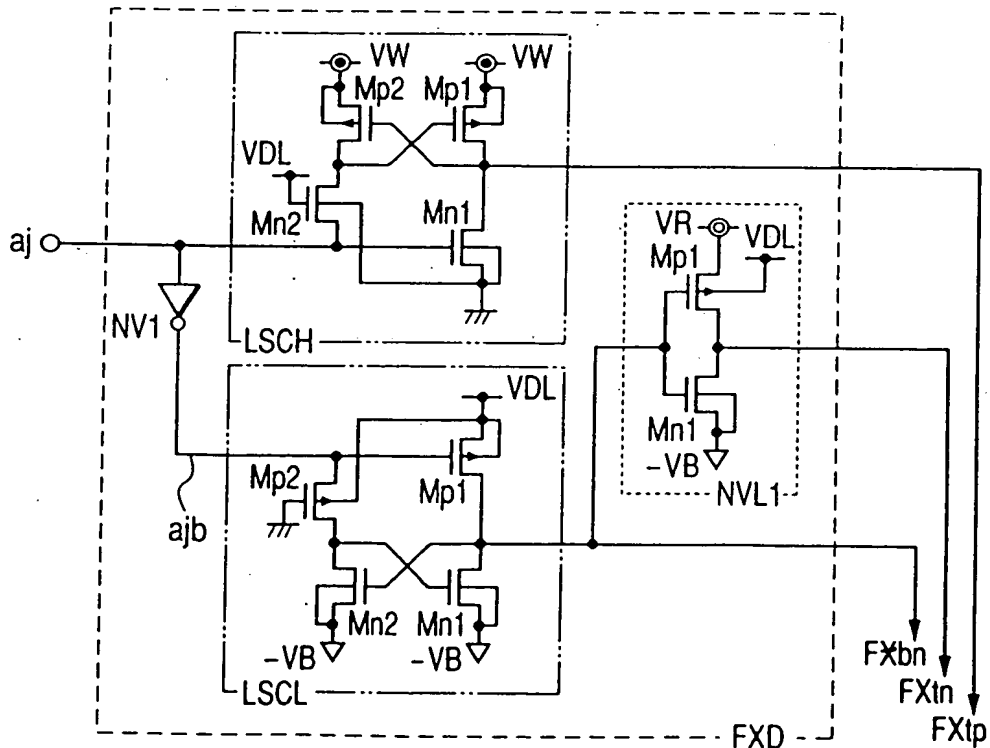 VW VW
Mp2 Mp1
VDL
Mn2 Mn1
aj
NV1
LSCH
VR VDL
Mp1
Mn1
-VB
NVL1
VDL
Mp2 Mp1
ajb
Mn2 Mn1
-VB -VB
LSCL
FXbn
FXtn
FXtp
FXD